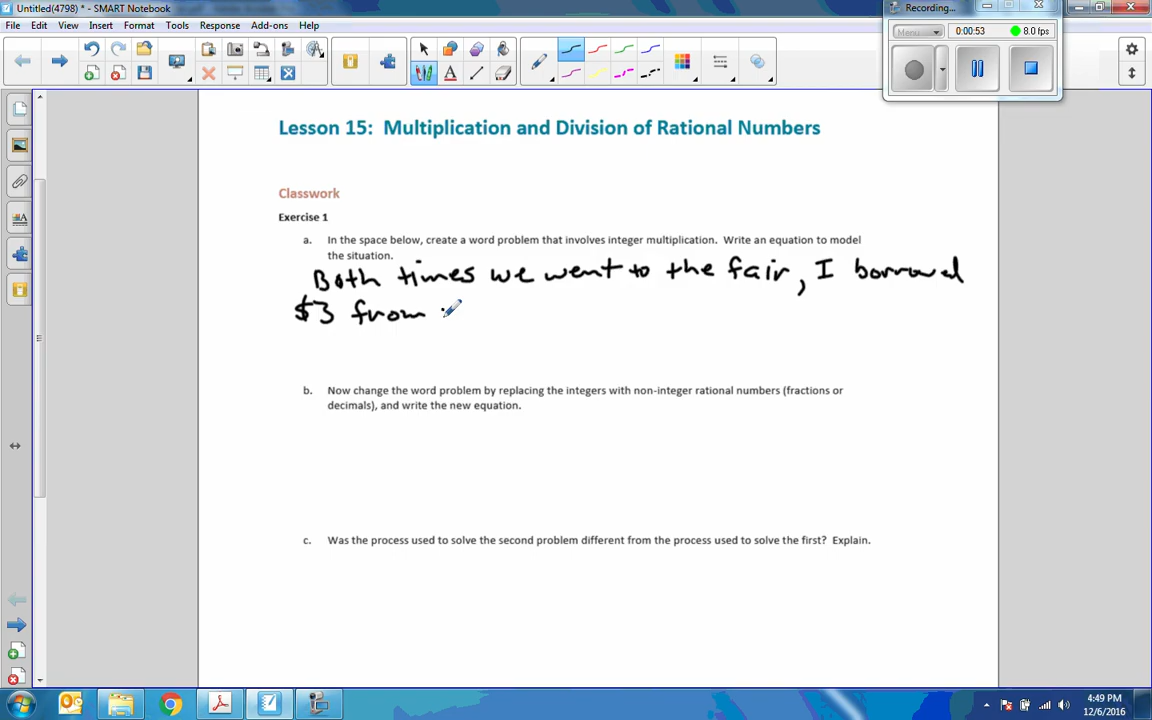 Untitled(4798) * - SMART Notebook
Recording...
File Edit View Insert Format Tools Response Add-ons Help
Menu 0:00:53 8.0 fps
Lesson 15: Multiplication and Division of Rational Numbers
Classwork
Exercise 1
a. In the space below, create a word problem that involves integer multiplication. Write an equation to model
the situation.
Both times we went to the fair, I borrowed
$3 from
b. Now change the word problem by replacing the integers with non-integer rational numbers (fractions or
decimals), and write the new equation.
c. Was the process used to solve the second problem different from the process used to solve the first? Explain.
4:49 PM
12/6/2016